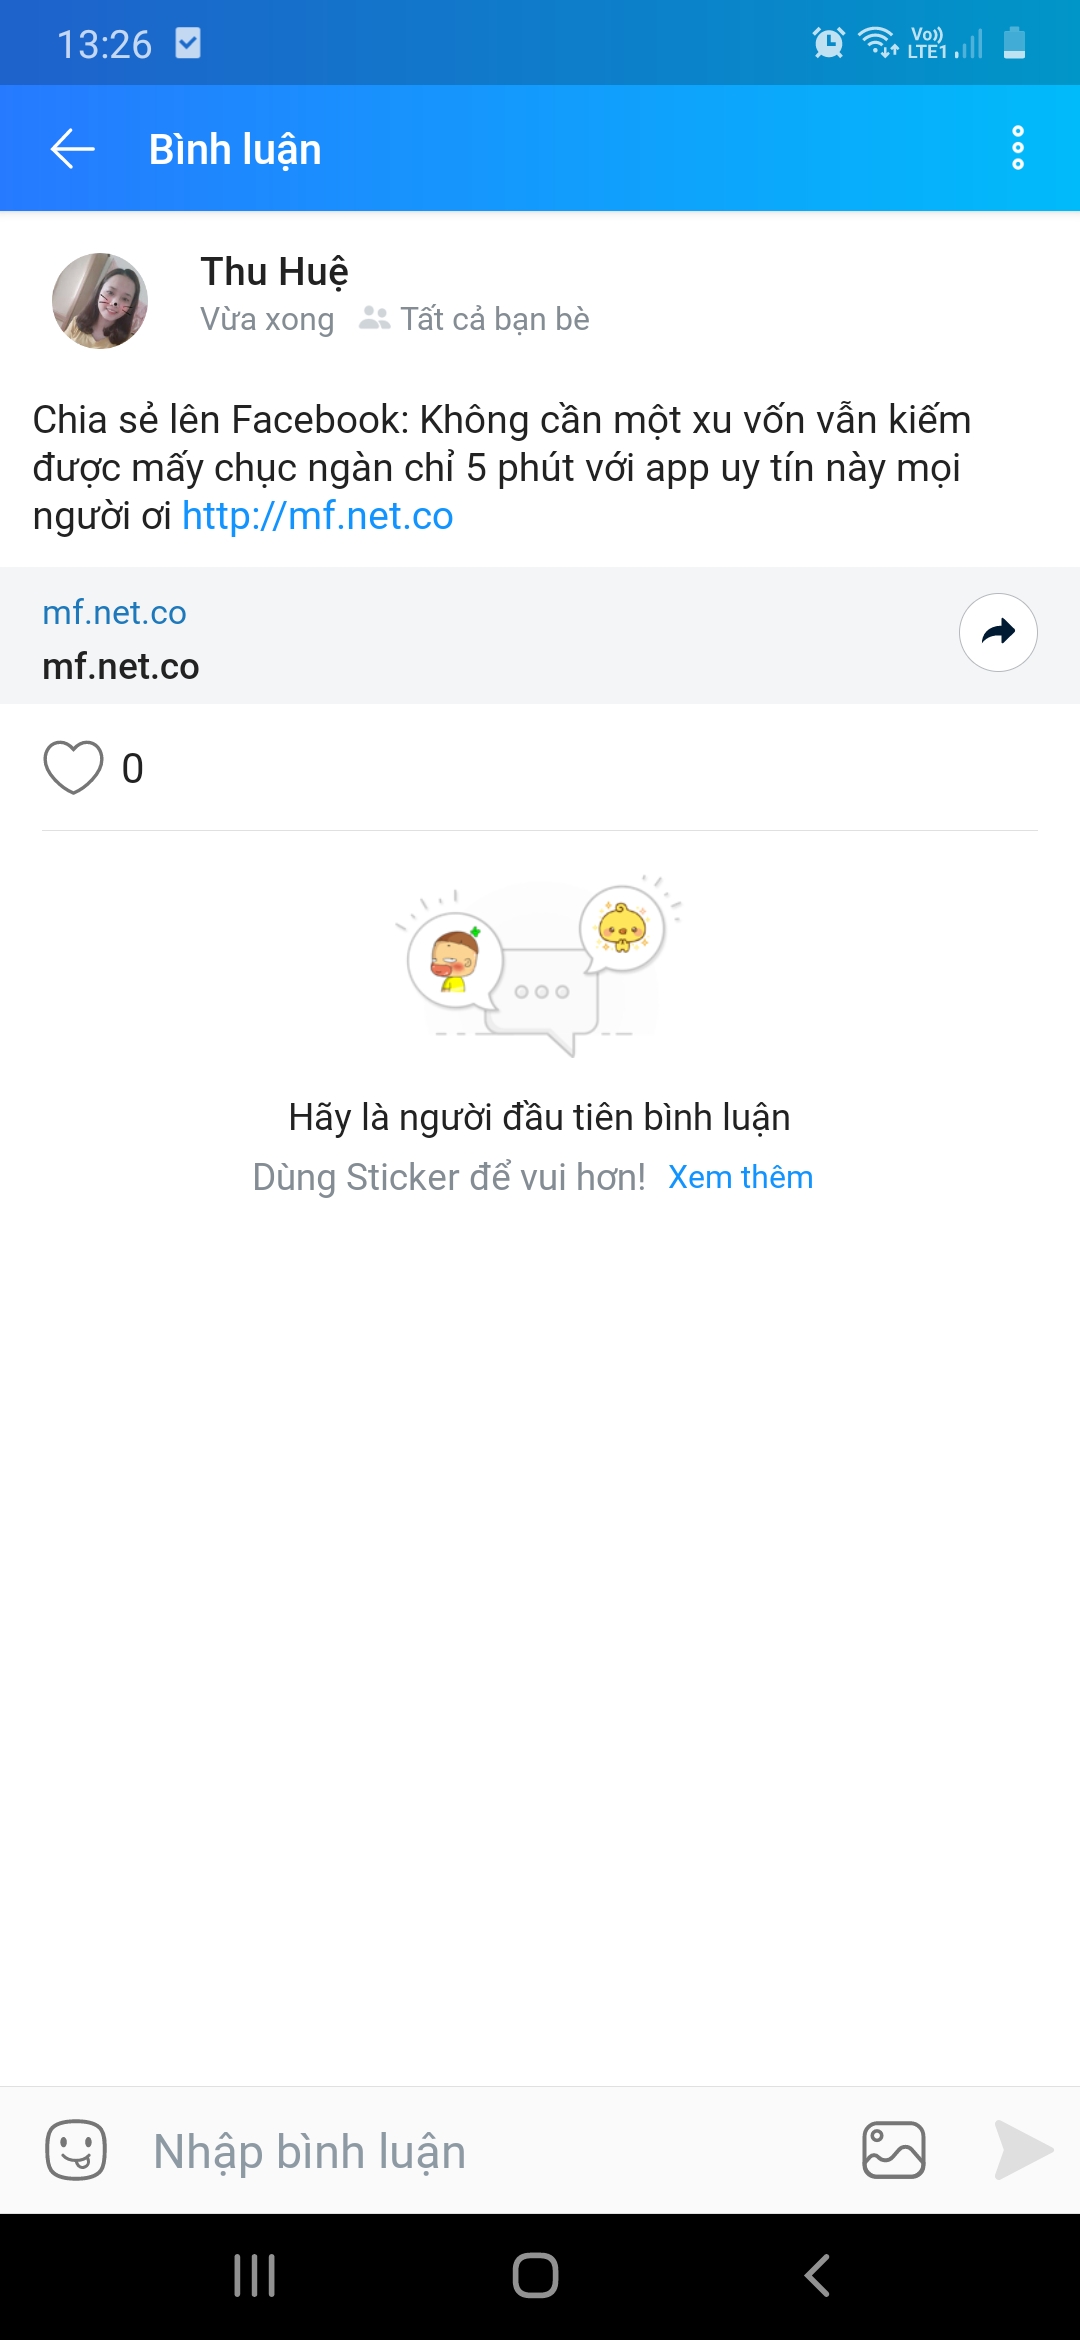 13:26
Vo))
LTE1
Bình luận
Thu Huệ
Vừa xong Tất cả bạn bè
Chia sẻ lên Facebook: Không cần một xu vốn vẫn kiếm
được mấy chục ngàn chỉ 5 phút với app uy tín này mọi
người ơi http://mf.net.co
mf.net.co
mf.net.co
0
Hãy là người đầu tiên bình luận
Dùng Sticker để vui hơn! Xem thêm
Nhập bình luận